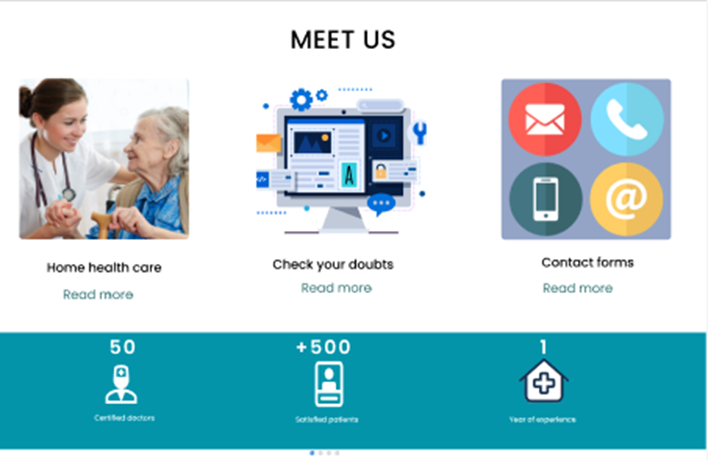 MEET US
A
@
Home health care
Check your doubts
Contact forms
Read more
Read more
Read more
50
+500
1
Certified doctors
Satisfied patients
Year of experience